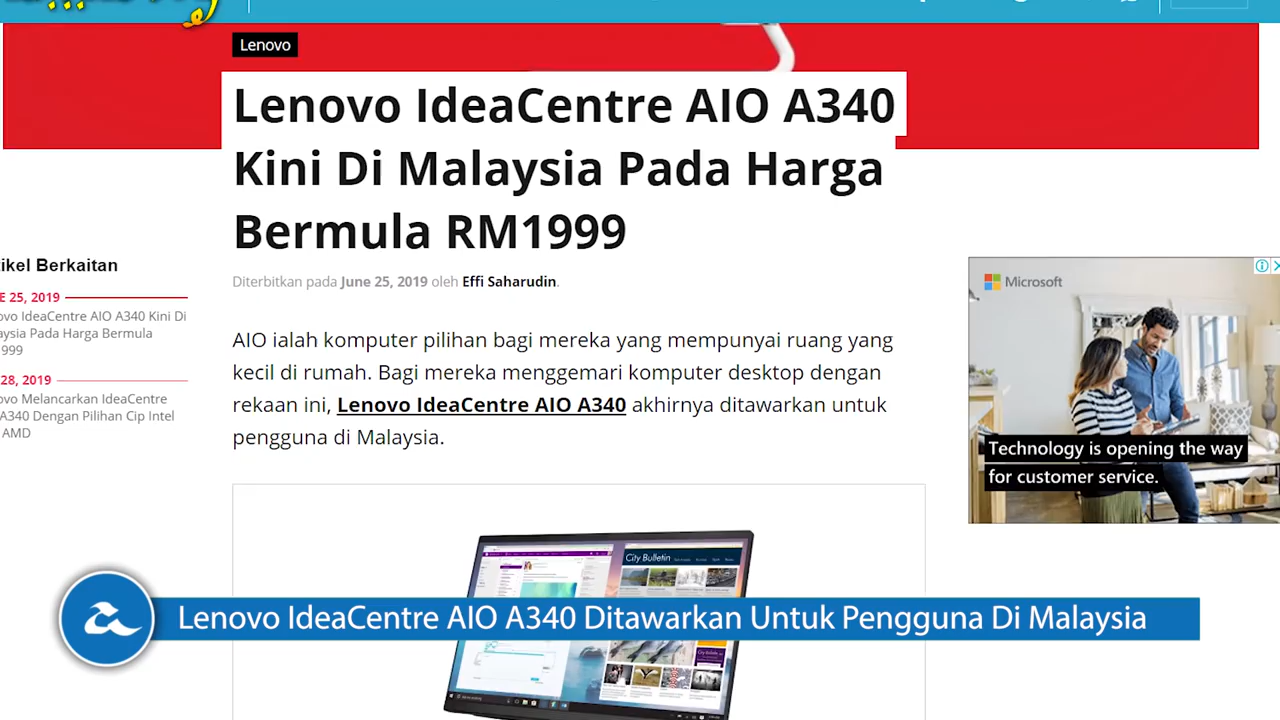 Lenovo
Lenovo IdeaCentre AIO A340
Kini Di Malaysia Pada Harga
Bermula RM1999
Diterbitkan pada June 25, 2019 oleh Effi Saharudin.
tikel Berkaitan
E 25, 2019
ovo IdeaCentre AIO A340 Kini Di
aysia Pada Harga Bermula
999
28, 2019
ovo Melancarkan IdeaCentre
A340 Dengan Pilihan Cip Intel
AMD
AIO ialah komputer pilihan bagi mereka yang mempunyai ruang yang
kecil di rumah. Bagi mereka menggemari komputer desktop dengan
rekaan ini, Lenovo IdeaCentre AIO A340 akhirnya ditawarkan untuk
pengguna di Malaysia.
Microsoft
Technology is opening the way
for customer service.
City Bulletin
Lenovo IdeaCentre AIO A340 Ditawarkan Untuk Pengguna Di Malaysia